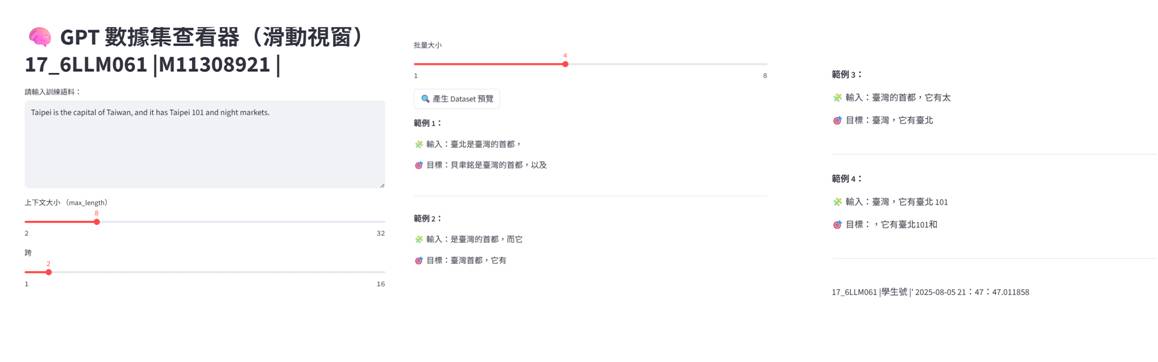 🧠 GPT 數據集查看器（滑動視窗）
17_6LLM061 |M11308921 |
請輸入訓練語料：
Taipei is the capital of Taiwan, and it has Taipei 101 and night markets.
上下文大小 （max_length）
8
2
32
跨
2
1
16
批量大小
4
1
8
🔍 產生 Dataset 預覽
範例 1：
🧩 輸入：臺北是臺灣的首都，
🎯 目標：貝聿銘是臺灣的首都，以及
範例 2：
🧩 輸入：是臺灣的首都，而它
🎯 目標：臺灣首都，它有
範例 3：
🧩 輸入：臺灣的首都，它有太
🎯 目標：臺灣，它有臺北
範例 4：
🧩 輸入：臺灣，它有臺北 101
🎯 目標：，它有臺北101和
17_6LLM061 |學生號 |' 2025-08-05 21：47：47.011858